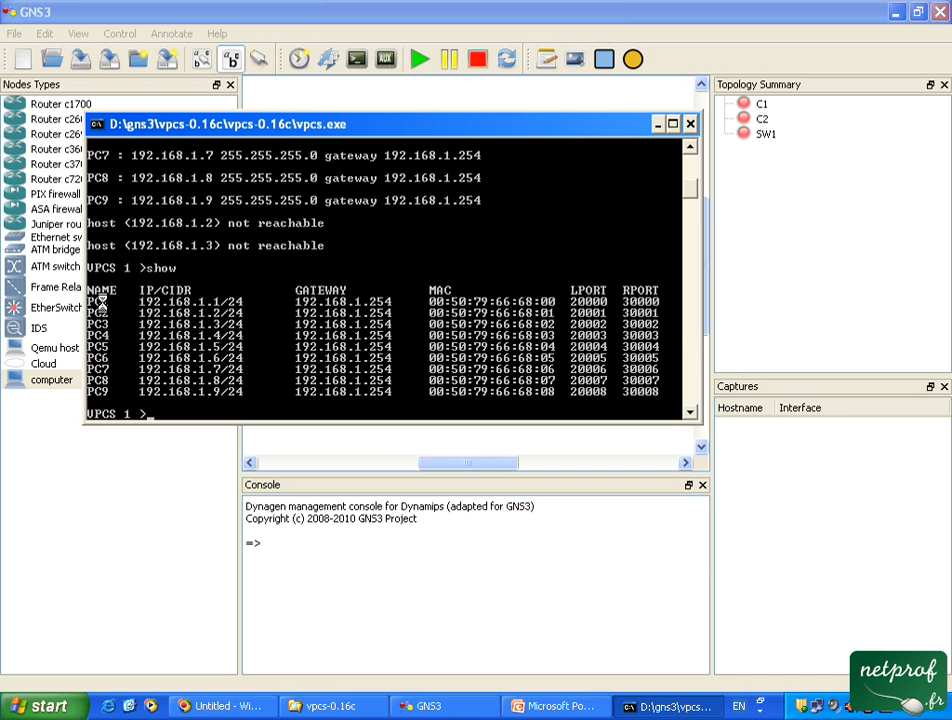 GNS3
File Edit View Control Annotate Help
Nodes Types
Router c1700
Router c26
Router c269
Router c36
Router c37
Router c72
PIX firewall
ASA firewal
Juniper rou
Ethernet sw
ATM bridge
ATM switch
Frame Rela
EtherSwitch
IDS
Qemu host
Cloud
computer
D:\gns3\vpcs-0.16c\vpcs-0.16c\vpcs.exe
PC7 : 192.168.1.7 255.255.255.0 gateway 192.168.1.254
PC8 : 192.168.1.8 255.255.255.0 gateway 192.168.1.254
PC9 : 192.168.1.9 255.255.255.0 gateway 192.168.1.254
host (192.168.1.2) not reachable
host (192.168.1.3) not reachable
VPCS 1 >show
NAME IP/CIDR GATEWAY MAC LPORT RPORT
PC1 192.168.1.1/24 192.168.1.254 00:50:79:66:68:00 20000 30000
PC2 192.168.1.2/24 192.168.1.254 00:50:79:66:68:01 20001 30001
PC3 192.168.1.3/24 192.168.1.254 00:50:79:66:68:02 20002 30002
PC4 192.168.1.4/24 192.168.1.254 00:50:79:66:68:03 20003 30003
PC5 192.168.1.5/24 192.168.1.254 00:50:79:66:68:04 20004 30004
PC6 192.168.1.6/24 192.168.1.254 00:50:79:66:68:05 20005 30005
PC7 192.168.1.7/24 192.168.1.254 00:50:79:66:68:06 20006 30006
PC8 192.168.1.8/24 192.168.1.254 00:50:79:66:68:07 20007 30007
PC9 192.168.1.9/24 192.168.1.254 00:50:79:66:68:08 20008 30008
VPCS 1 >_
Topology Summary
C1
C2
SW1
Captures
Hostname Interface
Console
Dynagen management console for Dynamips (adapted for GNS3)
Copyright (c) 2008-2010 GNS3 Project
=>
netprof
.fr
start
Untitled - Wi...
vpcs-0.16c
GNS3
Microsoft Po...
D:\gns3\vpcs...
EN